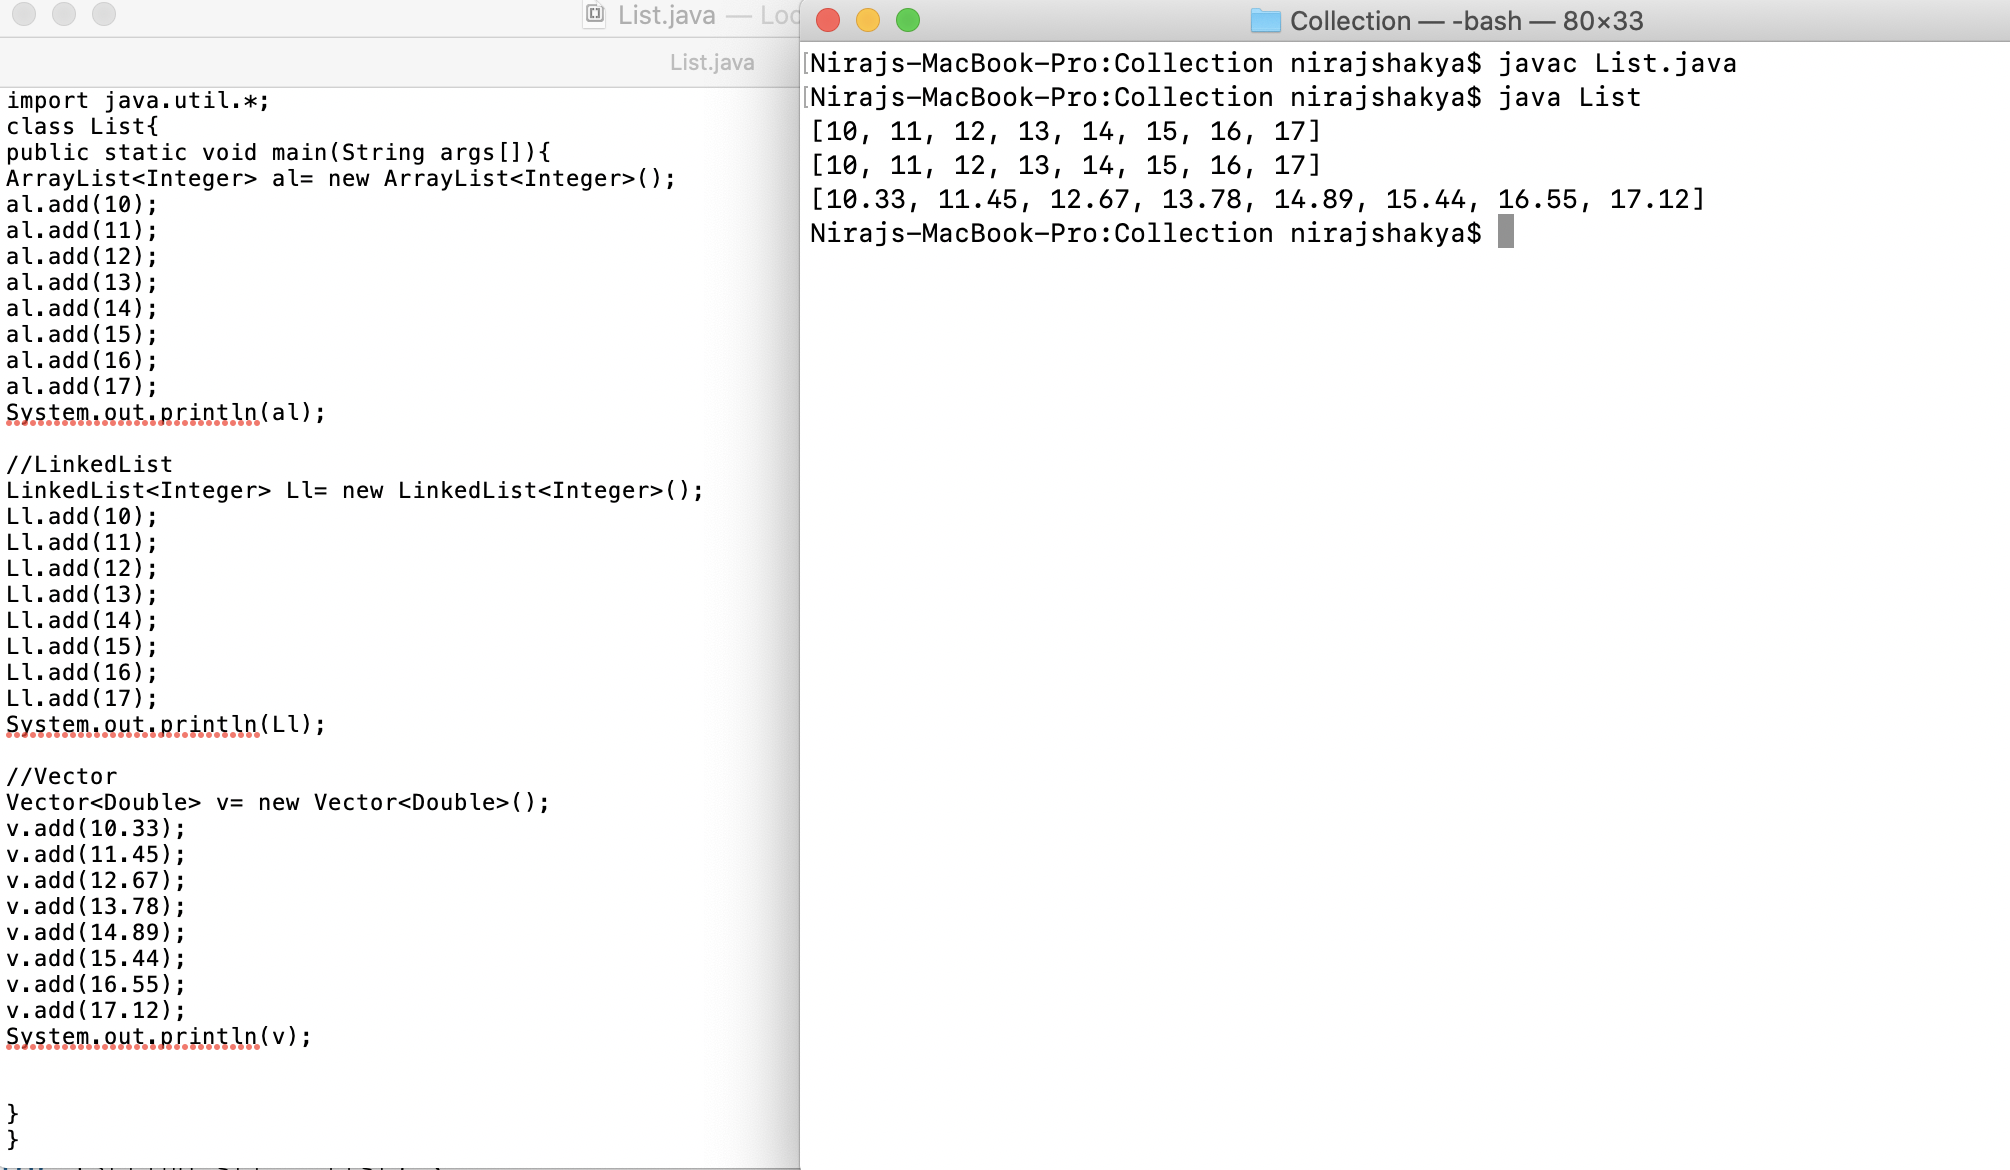 List.java — Loc
List.java
import java.util.*;
class List{
public static void main(String args[]){
ArrayList<Integer> al= new ArrayList<Integer>();
al.add(10);
al.add(11);
al.add(12);
al.add(13);
al.add(14);
al.add(15);
al.add(16);
al.add(17);
System.out.println(al);

//LinkedList
LinkedList<Integer> Ll= new LinkedList<Integer>();
Ll.add(10);
Ll.add(11);
Ll.add(12);
Ll.add(13);
Ll.add(14);
Ll.add(15);
Ll.add(16);
Ll.add(17);
System.out.println(Ll);

//Vector
Vector<Double> v= new Vector<Double>();
v.add(10.33);
v.add(11.45);
v.add(12.67);
v.add(13.78);
v.add(14.89);
v.add(15.44);
v.add(16.55);
v.add(17.12);
System.out.println(v);

}
}
Collection — -bash — 80×33
Nirajs-MacBook-Pro:Collection nirajshakya$ javac List.java
Nirajs-MacBook-Pro:Collection nirajshakya$ java List
[10, 11, 12, 13, 14, 15, 16, 17]
[10, 11, 12, 13, 14, 15, 16, 17]
[10.33, 11.45, 12.67, 13.78, 14.89, 15.44, 16.55, 17.12]
Nirajs-MacBook-Pro:Collection nirajshakya$